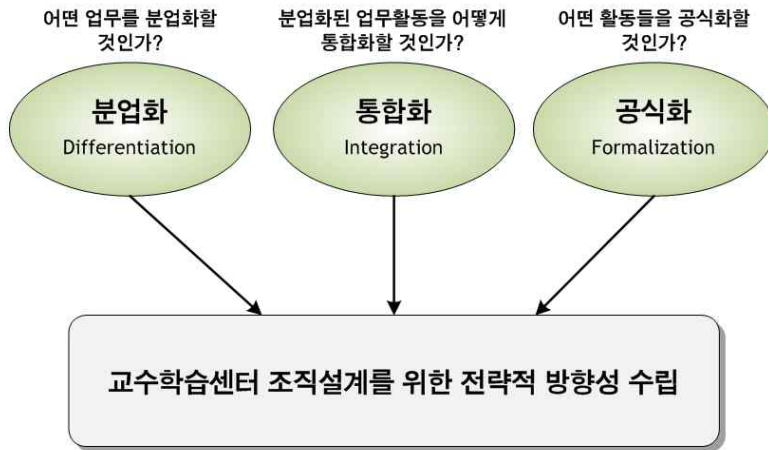 어떤 업무를 분업화할
것인가?
분업화된 업무활동을 어떻게
통합화할 것인가?
어떤 활동들을 공식화할
것인가?
분업화
Differentiation
통합화
Integration
공식화
Formalization
교수학습센터 조직설계를 위한 전략적 방향성 수립